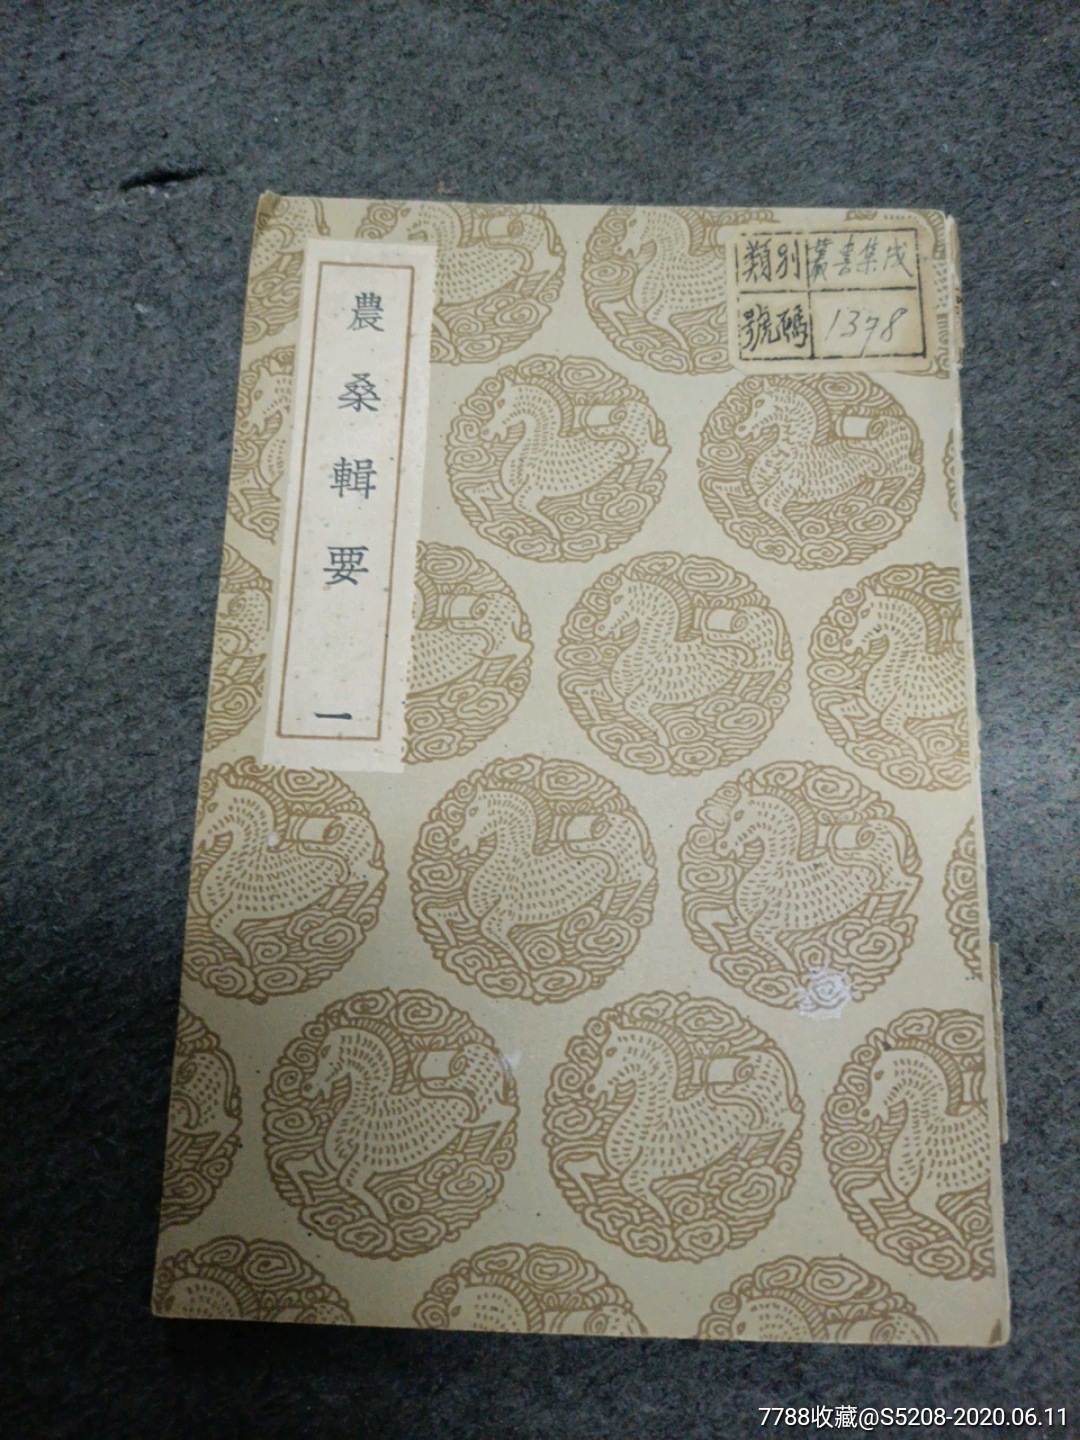 農桑輯要 一
類別 叢書集成
號碼 1378
7788收藏@S5208-2020.06.11